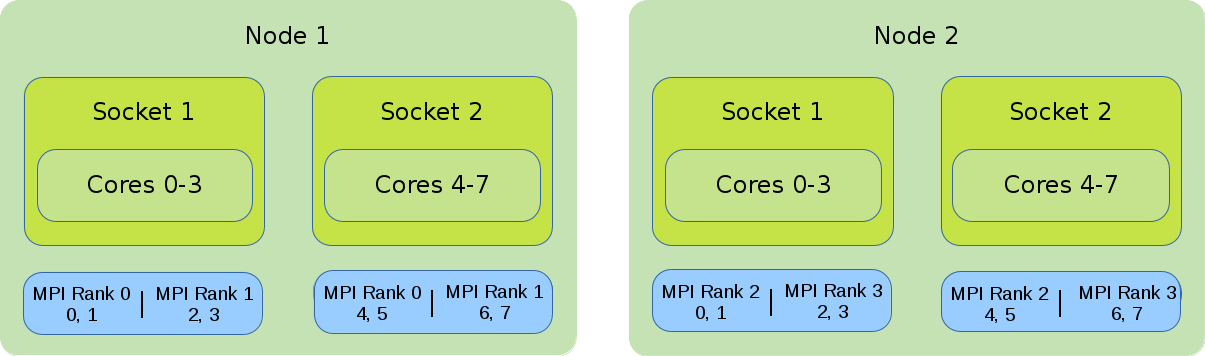 Node 1
Socket 1
Cores 0-3
Socket 2
Cores 4-7
MPI Rank 0
0, 1
MPI Rank 1
2, 3
MPI Rank 0
4, 5
MPI Rank 1
6, 7
Node 2
Socket 1
Cores 0-3
Socket 2
Cores 4-7
MPI Rank 2
0, 1
MPI Rank 3
2, 3
MPI Rank 2
4, 5
MPI Rank 3
6, 7